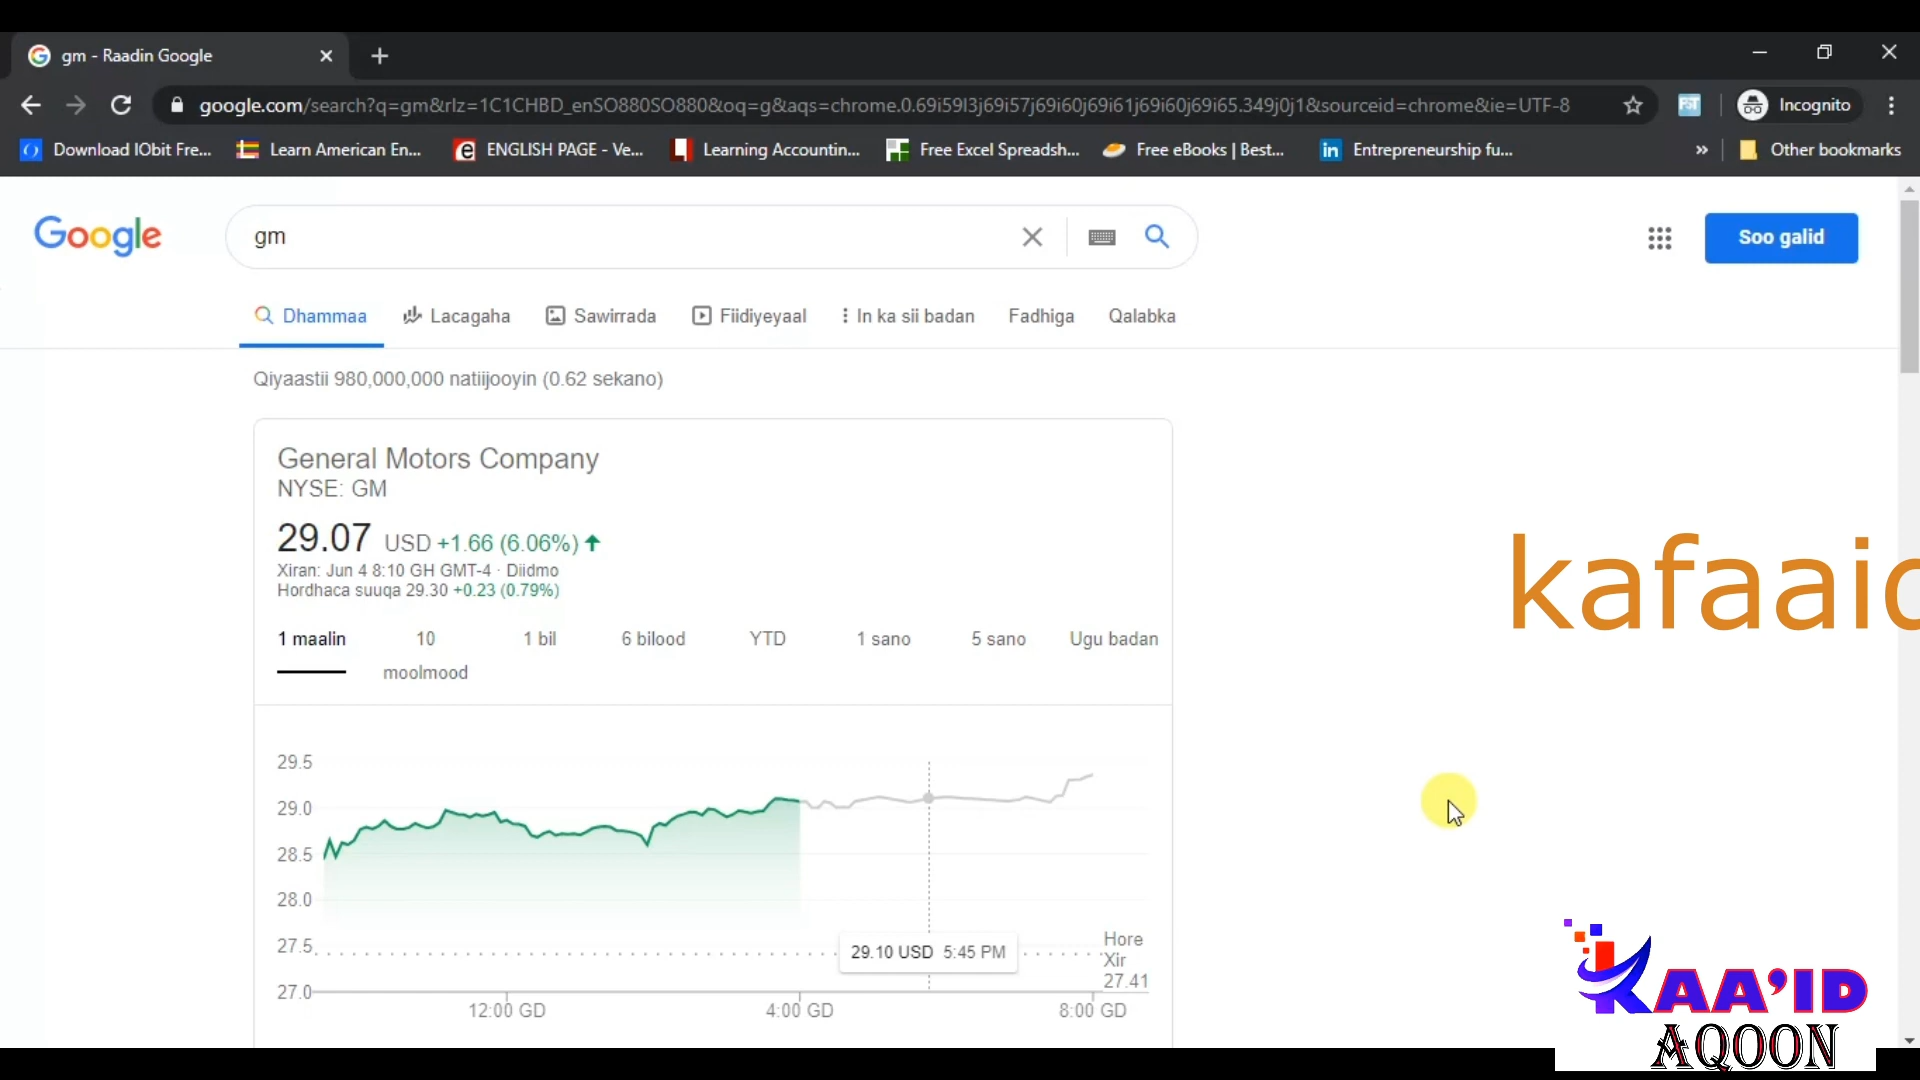 gm - Raadin Google
google.com/search?q=gm&rlz=1C1CHBD_enSO880SO880&oq=g&aqs=chrome.0.69i59l3j69i57j69i60j69i61j69i60j69i65.349j0j1&sourceid=chrome&ie=UTF-8
Incognito
Download IObit Fre... Learn American En... ENGLISH PAGE - Ve... Learning Accountin... Free Excel Spreadsh... Free eBooks | Best... Entrepreneurship fu... » Other bookmarks
Google
gm
Soo galid
Dhammaa Lacagaha Sawirrada Fiidiyeyaal In ka sii badan Fadhiga Qalabka
Qiyaastii 980,000,000 natiijooyin (0.62 sekano)
General Motors Company
NYSE: GM
29.07 USD +1.66 (6.06%)
Xiran: Jun 4 8:10 GH GMT-4 · Diidmo
Hordhaca suuqa 29.30 +0.23 (0.79%)
1 maalin 10 moolmood 1 bil 6 bilood YTD 1 sano 5 sano Ugu badan
kafaaid
29.5
29.0
28.5
28.0
27.5
27.0
29.10 USD 5:45 PM
Hore
Xir
27.41
12:00 GD 4:00 GD 8:00 GD
KAA'ID
AQOON